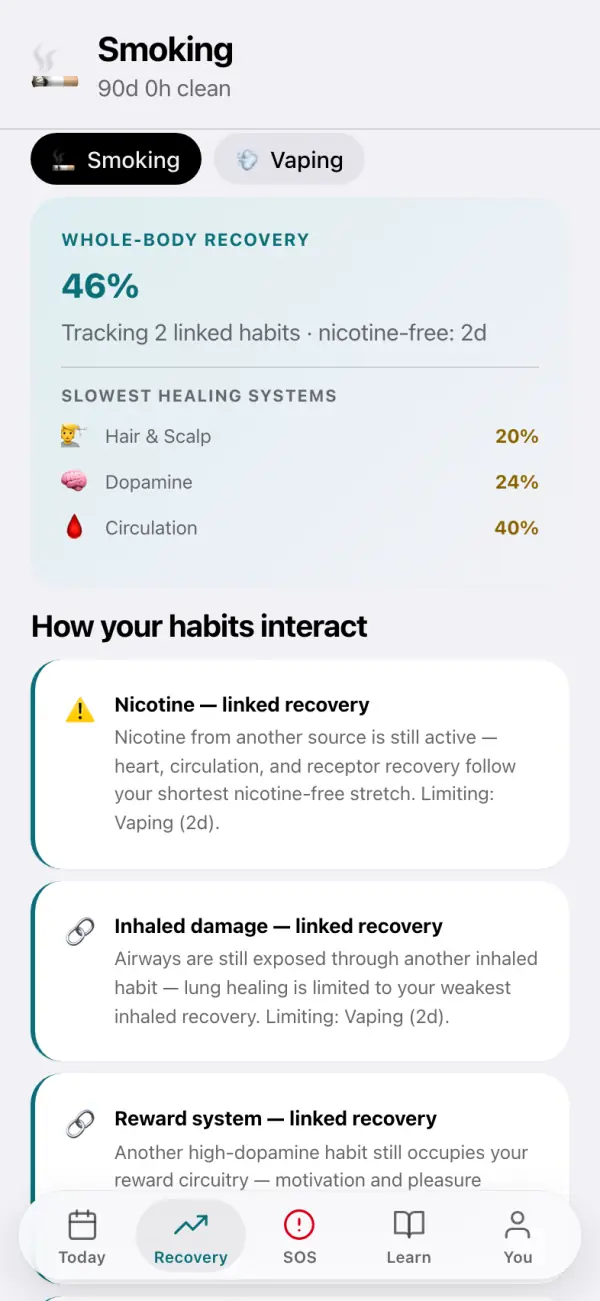 Smoking
90d 0h clean
Smoking
Vaping
WHOLE-BODY RECOVERY
46%
Tracking 2 linked habits · nicotine-free: 2d
SLOWEST HEALING SYSTEMS
Hair & Scalp 20%
Dopamine 24%
Circulation 40%
How your habits interact
Nicotine — linked recovery
Nicotine from another source is still active —
heart, circulation, and receptor recovery follow
your shortest nicotine-free stretch. Limiting:
Vaping (2d).
Inhaled damage — linked recovery
Airways are still exposed through another inhaled
habit — lung healing is limited to your weakest
inhaled recovery. Limiting: Vaping (2d).
Reward system — linked recovery
Another high-dopamine habit still occupies your
reward circuitry — motivation and pleasure
Today
Recovery
SOS
Learn
You